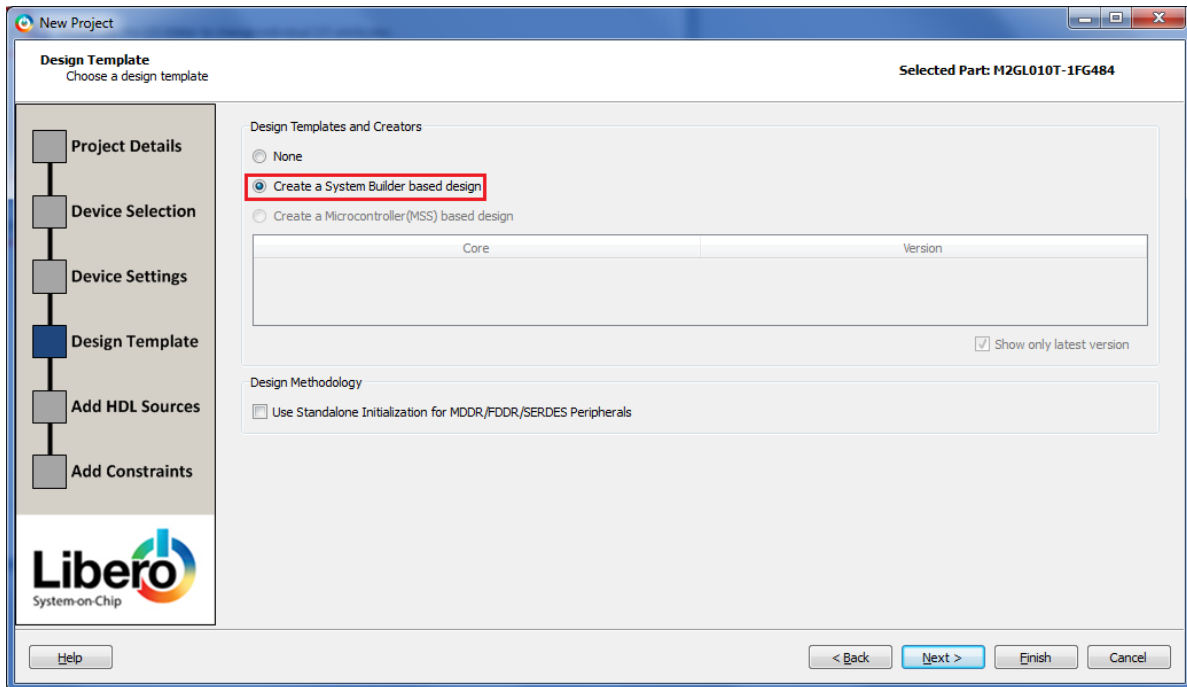 New Project
Design Template
Choose a design template
Selected Part: M2GL010T-1FG484
Project Details
Device Selection
Device Settings
Design Template
Add HDL Sources
Add Constraints
Libero
System-on-Chip
Design Templates and Creators
None
Create a System Builder based design
Create a Microcontroller(MSS) based design
Core Version
Show only latest version
Design Methodology
Use Standalone Initialization for MDDR/FDDR/SERDES Peripherals
Help
< Back
Next >
Finish
Cancel